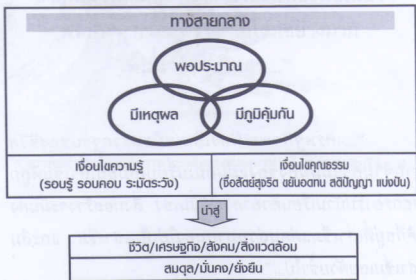 ทางสายกลาง
พอประมาณ
มีเหตุผล
มีภูมิคุ้มกัน
เงื่อนไขความรู้
(รอบรู้ รอบคอบ ระมัดระวัง)
เงื่อนไขคุณธรรม
(ซื่อสัตย์สุจริต ขยันอดทน สติปัญญา แบ่งปัน)
นำสู่
ชีวิต/เศรษฐกิจ/สังคม/สิ่งแวดล้อม
สมดุล/มั่นคง/ยั่งยืน